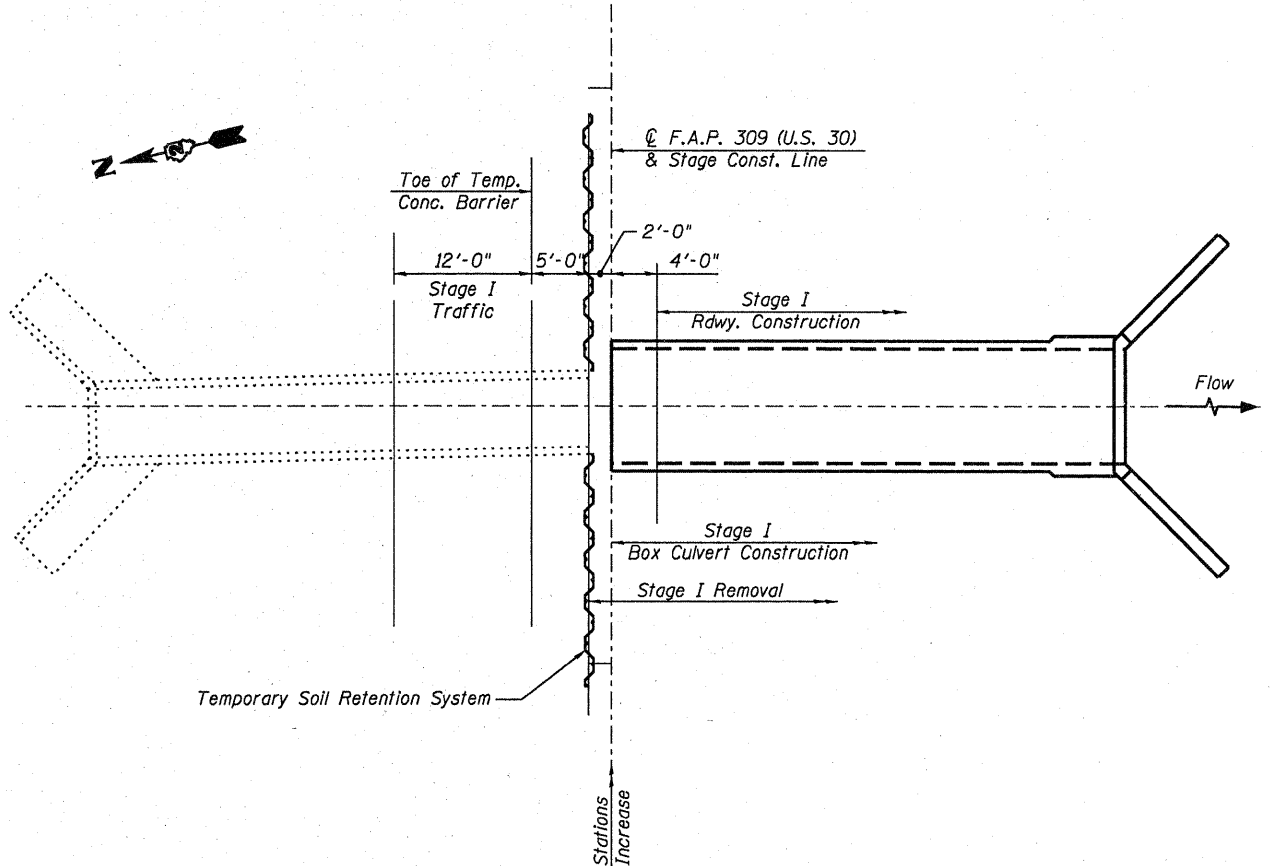 ℄ F.A.P. 309 (U.S. 30)
& Stage Const. Line
N
2
Toe of Temp.
Conc. Barrier
2'-0"
12'-0"
5'-0"
4'-0"
Stage I
Traffic
Stage I
Rdwy. Construction
Flow
Stage I
Box Culvert Construction
Stage I Removal
Temporary Soil Retention System
Stations
Increase